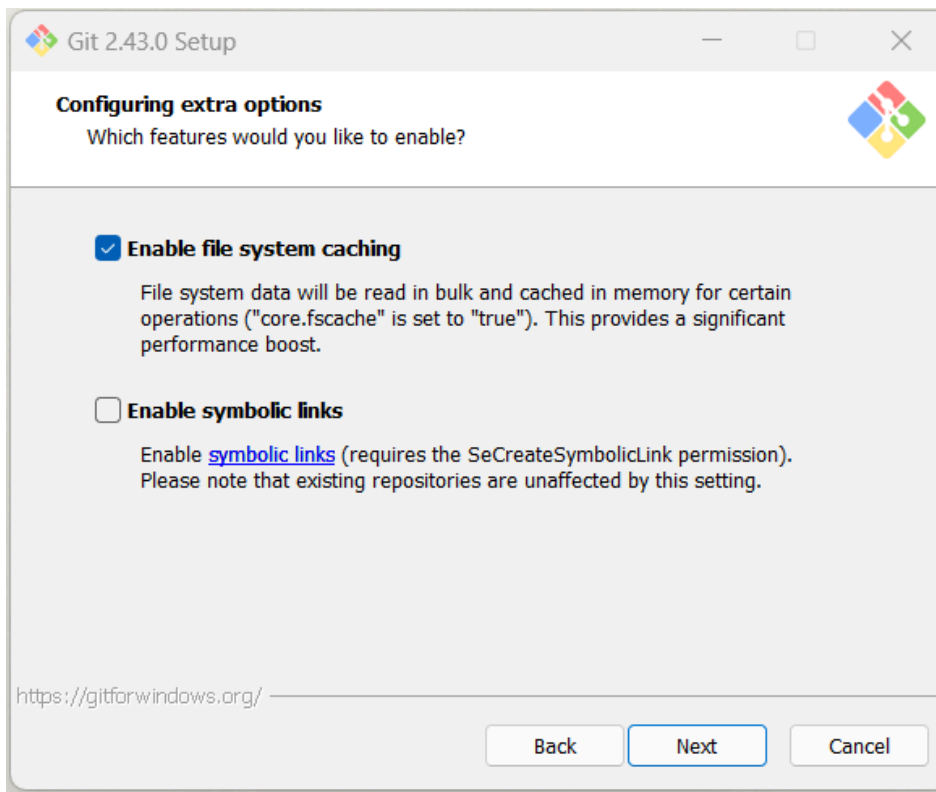 Git 2.43.0 Setup
Configuring extra options
Which features would you like to enable?
Enable file system caching
File system data will be read in bulk and cached in memory for certain
operations ("core.fscache" is set to "true"). This provides a significant
performance boost.
Enable symbolic links
Enable symbolic links (requires the SeCreateSymbolicLink permission).
Please note that existing repositories are unaffected by this setting.
https://gitforwindows.org/
Back
Next
Cancel